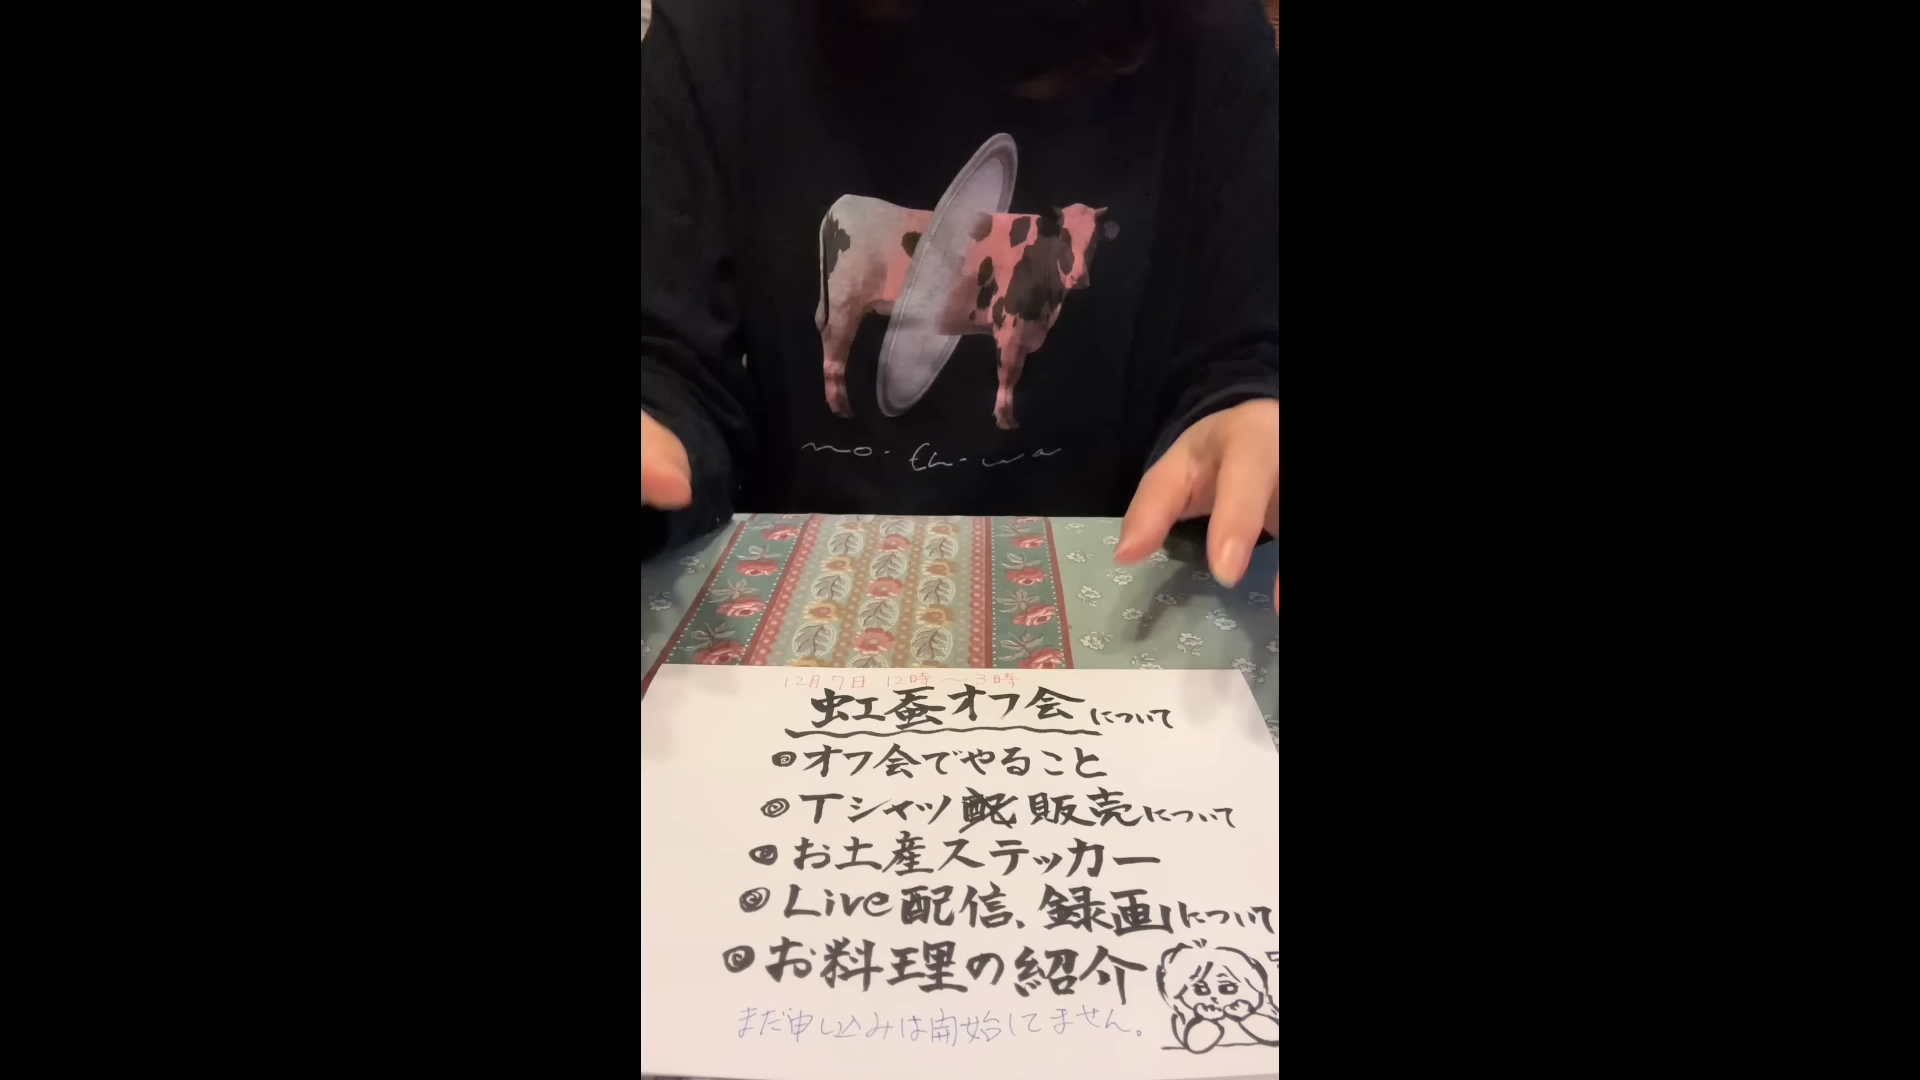 mo-th-wa
12月7日 12時～3時
虹蚕オフ会について
◎オフ会でやること
◎Tシャツ 販売について
◎お土産ステッカー
◎Live配信、録画について
◎お料理の紹介
まだ申し込みは開始してません。